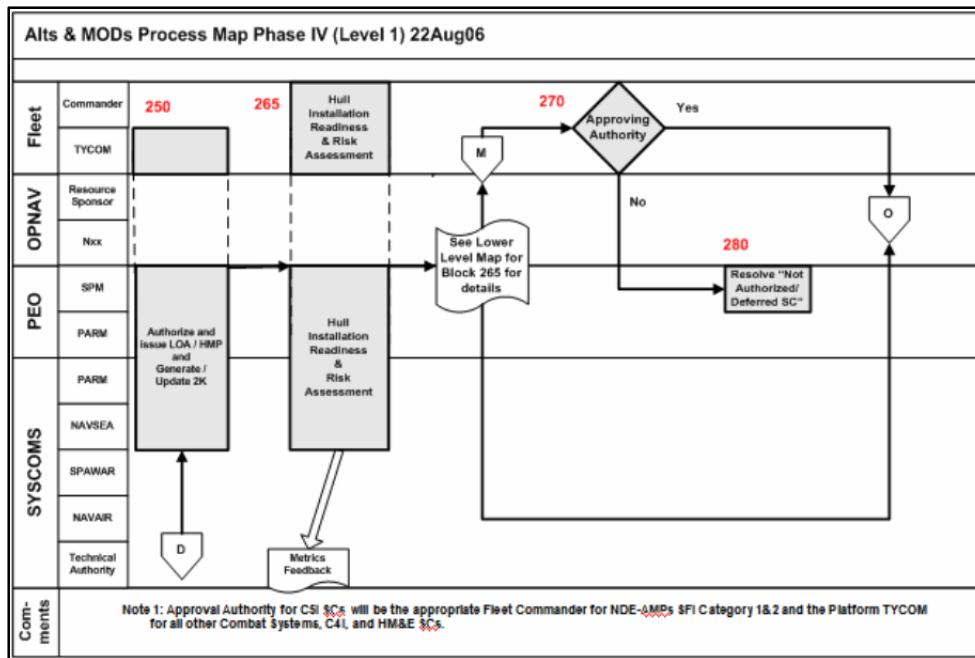 Alts & MODs Process Map Phase IV (Level 1) 22Aug06
Fleet
Commander
TYCOM
250
265
Hull
Installation
Readiness
& Risk
Assessment
270
Approving
Authority
Yes
No
M
O
OPNAV
Resource
Sponsor
Nxx
See Lower
Level Map for
Block 265 for
details
280
Resolve “Not
Authorized/
Deferred SC”
PEO
SPM
PARM
Authorize and
issue LOA / HMP
and
Generate /
Update 2K
Hull
Installation
Readiness
&
Risk
Assessment
SYSCOMS
PARM
NAVSEA
SPAWAR
NAVAIR
Technical
Authority
D
Metrics
Feedback
Com-
ments
Note 1: Approval Authority for C5I SCs will be the appropriate Fleet Commander for NDE-AMPs SFI Category 1&2 and the Platform TYCOM
for all other Combat Systems, C4I, and HM&E SCs.